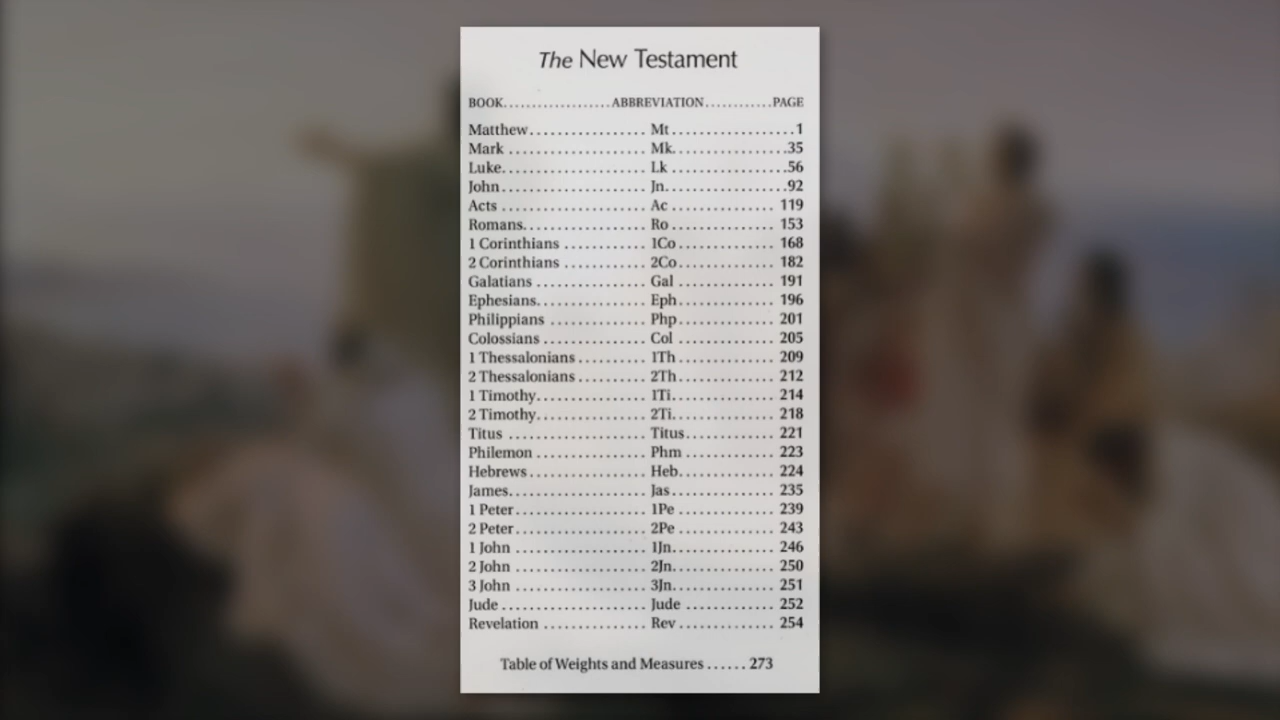 The New Testament
BOOK..................ABBREVIATION...........PAGE
Matthew................. Mt..................1
Mark .................... Mk.................35
Luke..................... Lk .................56
John..................... Jn..................92
Acts ..................... Ac ............... 119
Romans.................. Ro ............... 153
1 Corinthians ............ 1Co .............. 168
2 Corinthians ............ 2Co.............. 182
Galatians ................ Gal .............. 191
Ephesians................ Eph.............. 196
Philippians .............. Php.............. 201
Colossians ............... Col .............. 205
1 Thessalonians.......... 1Th .............. 209
2 Thessalonians.......... 2Th.............. 212
1 Timothy................ 1Ti............... 214
2 Timothy................ 2Ti............... 218
Titus .................... Titus............. 221
Philemon ................ Phm ............. 223
Hebrews................. Heb.............. 224
James.................... Jas ............... 235
1 Peter................... 1Pe .............. 239
2 Peter................... 2Pe .............. 243
1 John ................... 1Jn............... 246
2 John ................... 2Jn............... 250
3 John ................... 3Jn............... 251
Jude ..................... Jude ............. 252
Revelation ............... Rev .............. 254
Table of Weights and Measures ...... 273